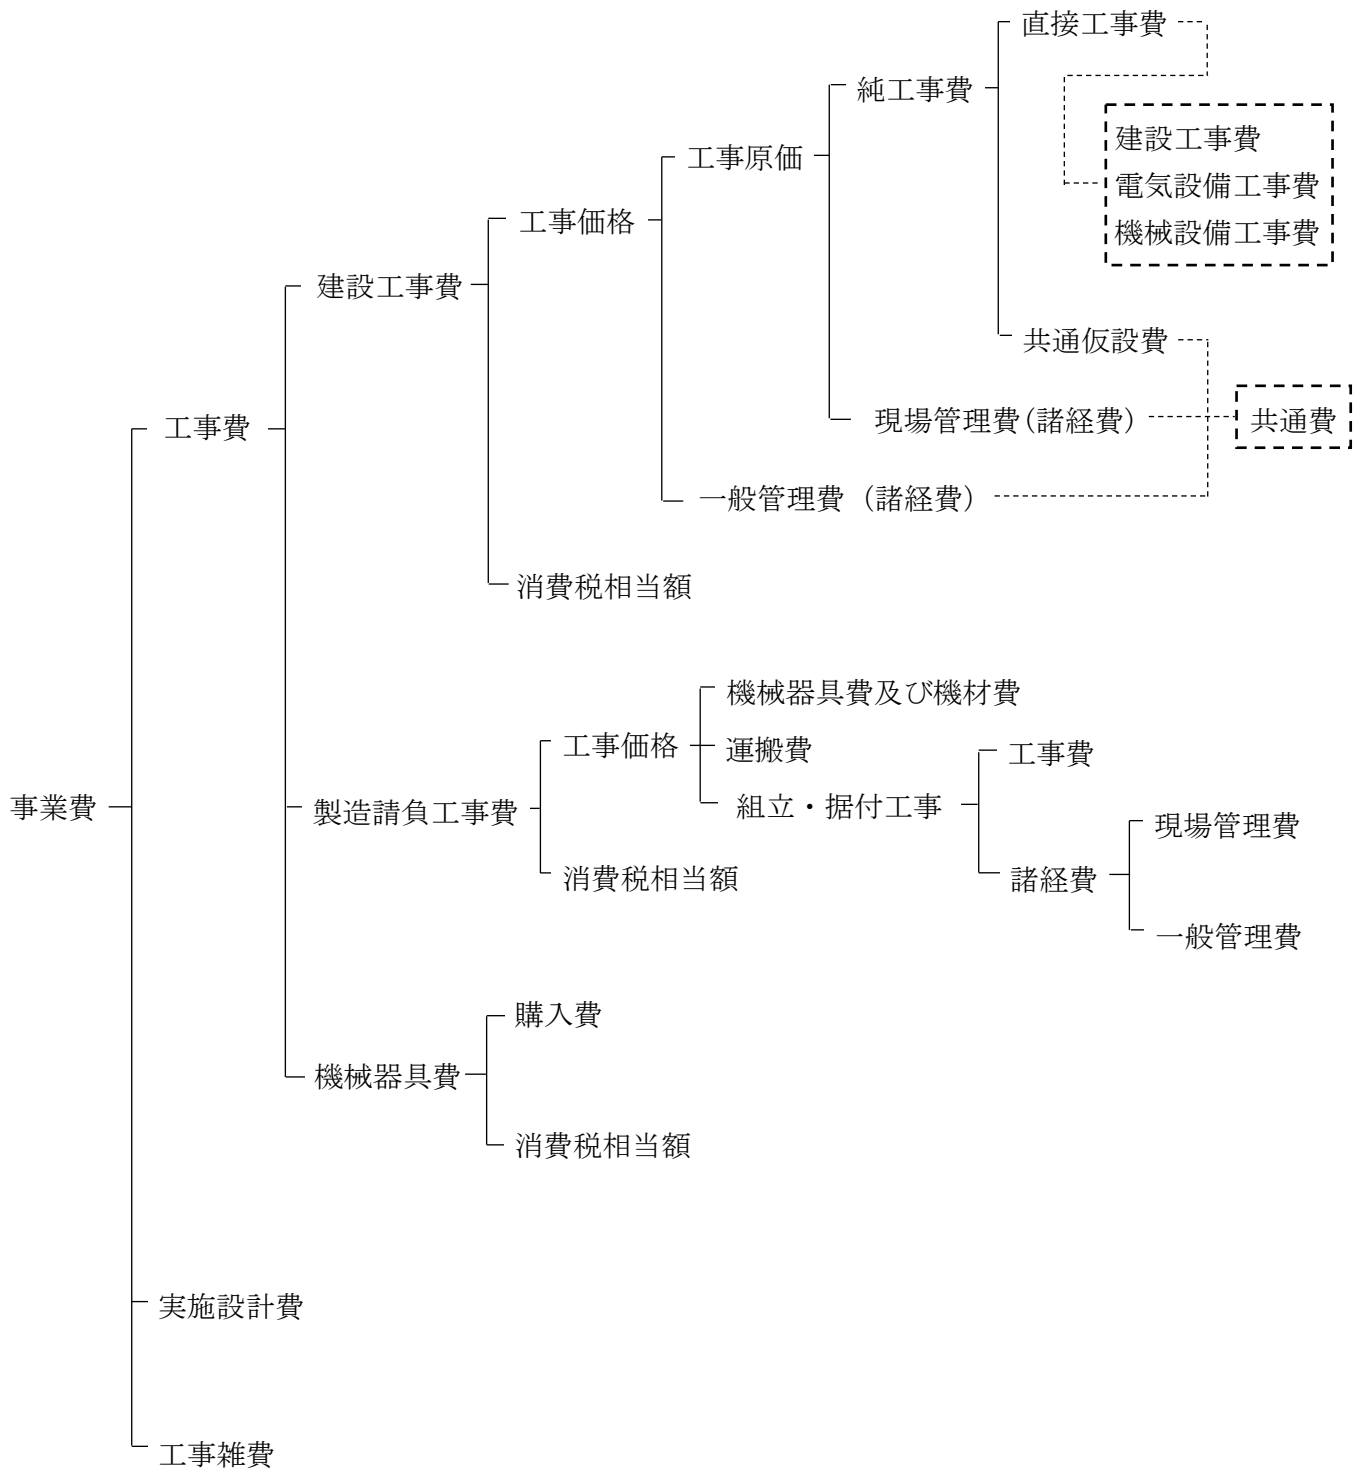 直接工事費
純工事費
建設工事費
工事原価
電気設備工事費
工事価格
機械設備工事費
建設工事費
共通仮設費
工事費
現場管理費(諸経費)
共通費
一般管理費（諸経費）
消費税相当額
機械器具費及び機材費
工事価格
運搬費
工事費
事業費
製造請負工事費
組立・据付工事
現場管理費
消費税相当額
諸経費
一般管理費
購入費
機械器具費
消費税相当額
実施設計費
工事雑費